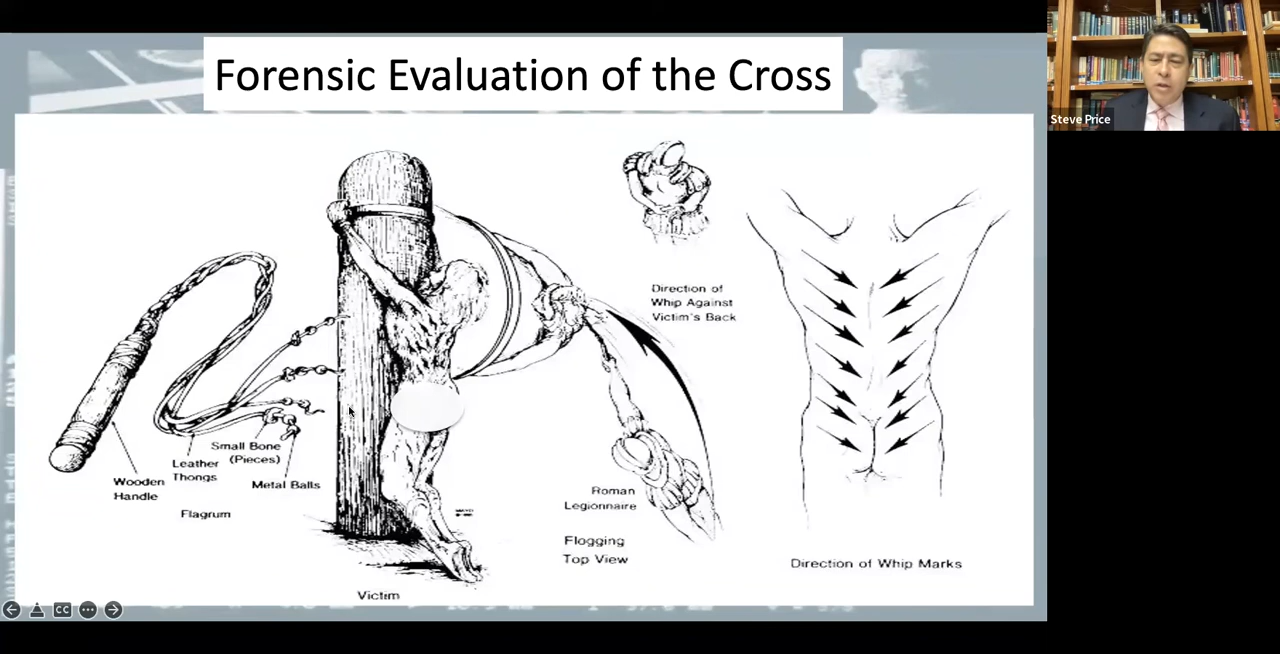 Forensic Evaluation of the Cross
Steve Price
Direction of
Whip Against
Victim's Back
Small Bone
(Pieces)
Leather
Thongs
Wooden
Handle
Metal Balls
Flagrum
Roman
Legionnaire
Flogging
Top View
Direction of Whip Marks
Victim
CC